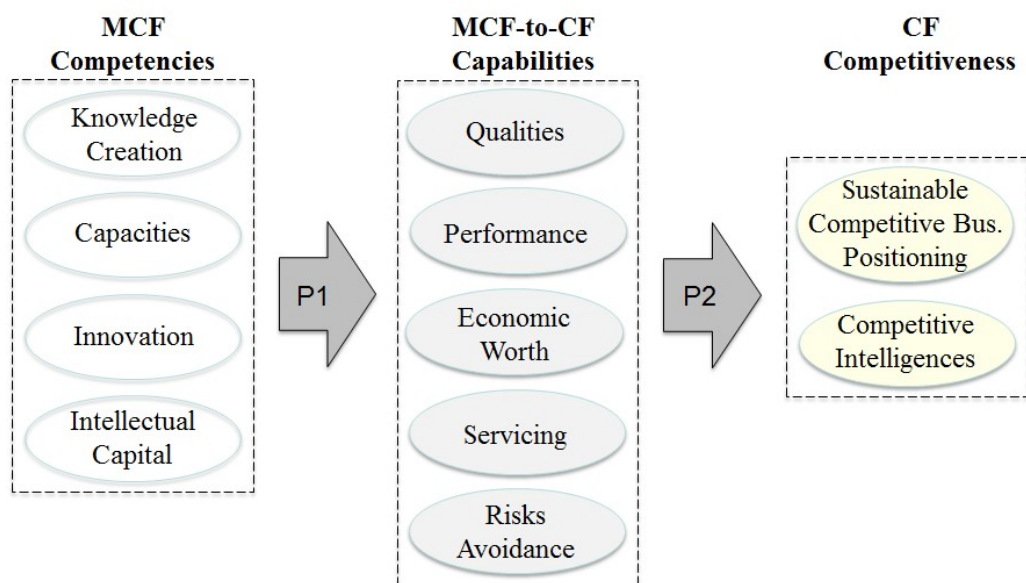 MCF
Competencies
Knowledge
Creation
Capacities
Innovation
Intellectual
Capital
P1
MCF-to-CF
Capabilities
Qualities
Performance
Economic
Worth
Servicing
Risks
Avoidance
P2
CF
Competitiveness
Sustainable
Competitive Bus.
Positioning
Competitive
Intelligences